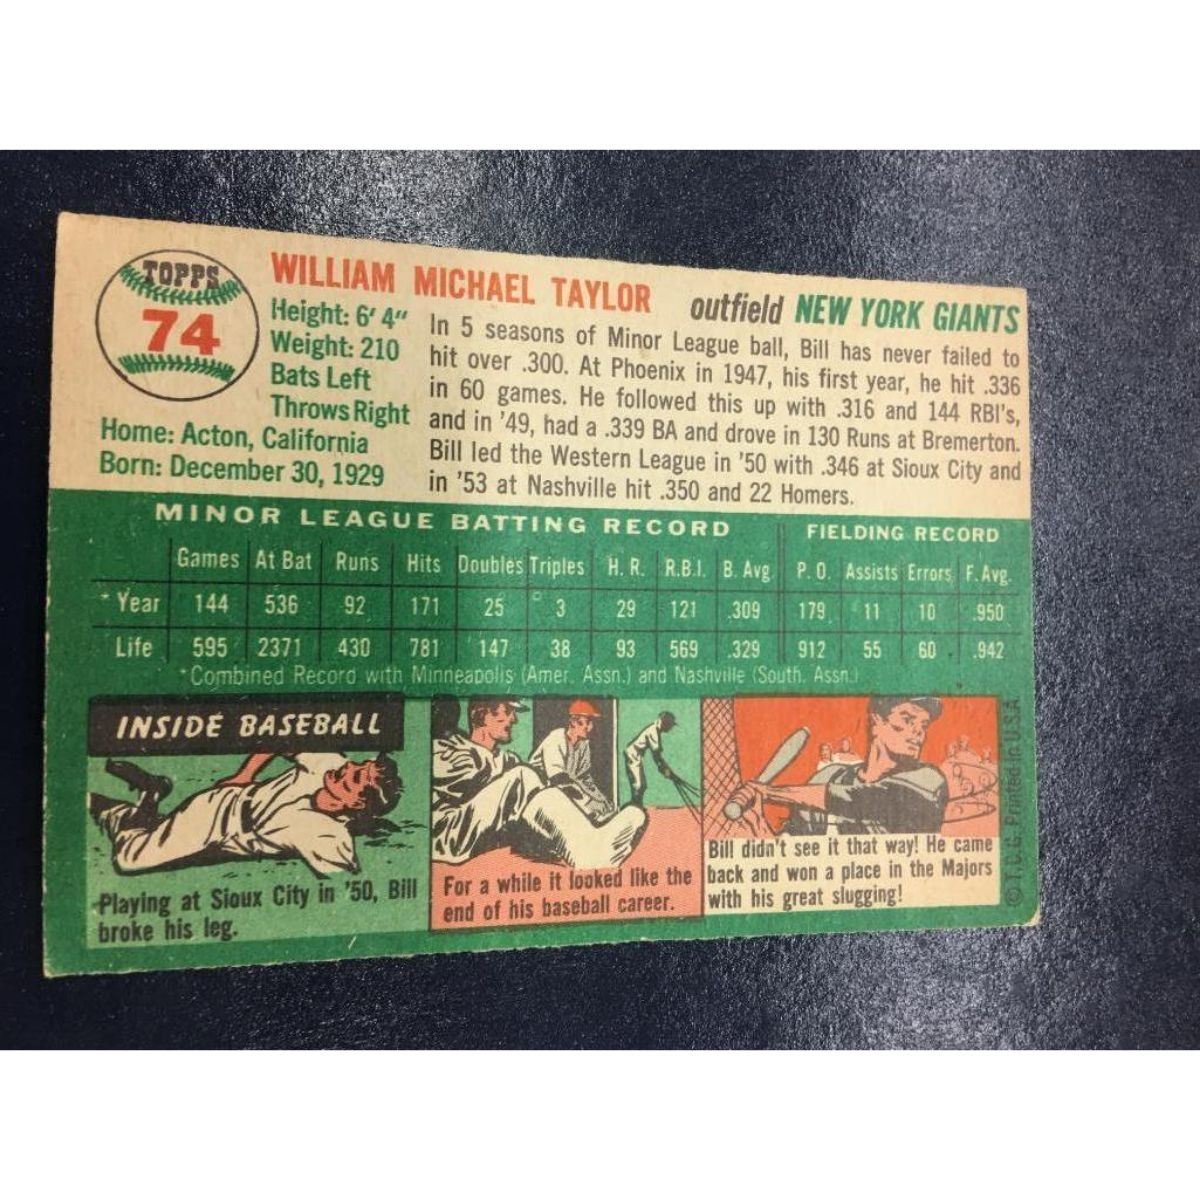 TOPPS
74
WILLIAM MICHAEL TAYLOR outfield NEW YORK GIANTS
Height: 6' 4"
Weight: 210
Bats Left
Throws Right
Home: Acton, California
Born: December 30, 1929
In 5 seasons of Minor League ball, Bill has never failed to
hit over .300. At Phoenix in 1947, his first year, he hit .336
in 60 games. He followed this up with .316 and 144 RBI's,
and in '49, had a .339 BA and drove in 130 Runs at Bremerton.
Bill led the Western League in '50 with .346 at Sioux City and
in '53 at Nashville hit .350 and 22 Homers.
MINOR LEAGUE BATTING RECORD FIELDING RECORD
Games At Bat Runs Hits Doubles Triples H. R. R.B.I. B. Avg. P. O. Assists Errors F. Avg.
* Year 144 536 92 171 25 3 29 121 .309 179 11 10 .950
Life 595 2371 430 781 147 38 93 569 .329 912 55 60 .942
*Combined Record with Minneapolis (Amer. Assn.) and Nashville (South. Assn.)
INSIDE BASEBALL
Playing at Sioux City in '50, Bill
broke his leg.
For a while it looked like the
end of his baseball career.
Bill didn't see it that way! He came
back and won a place in the Majors
with his great slugging!
© T.C.G. Printed in U.S.A.